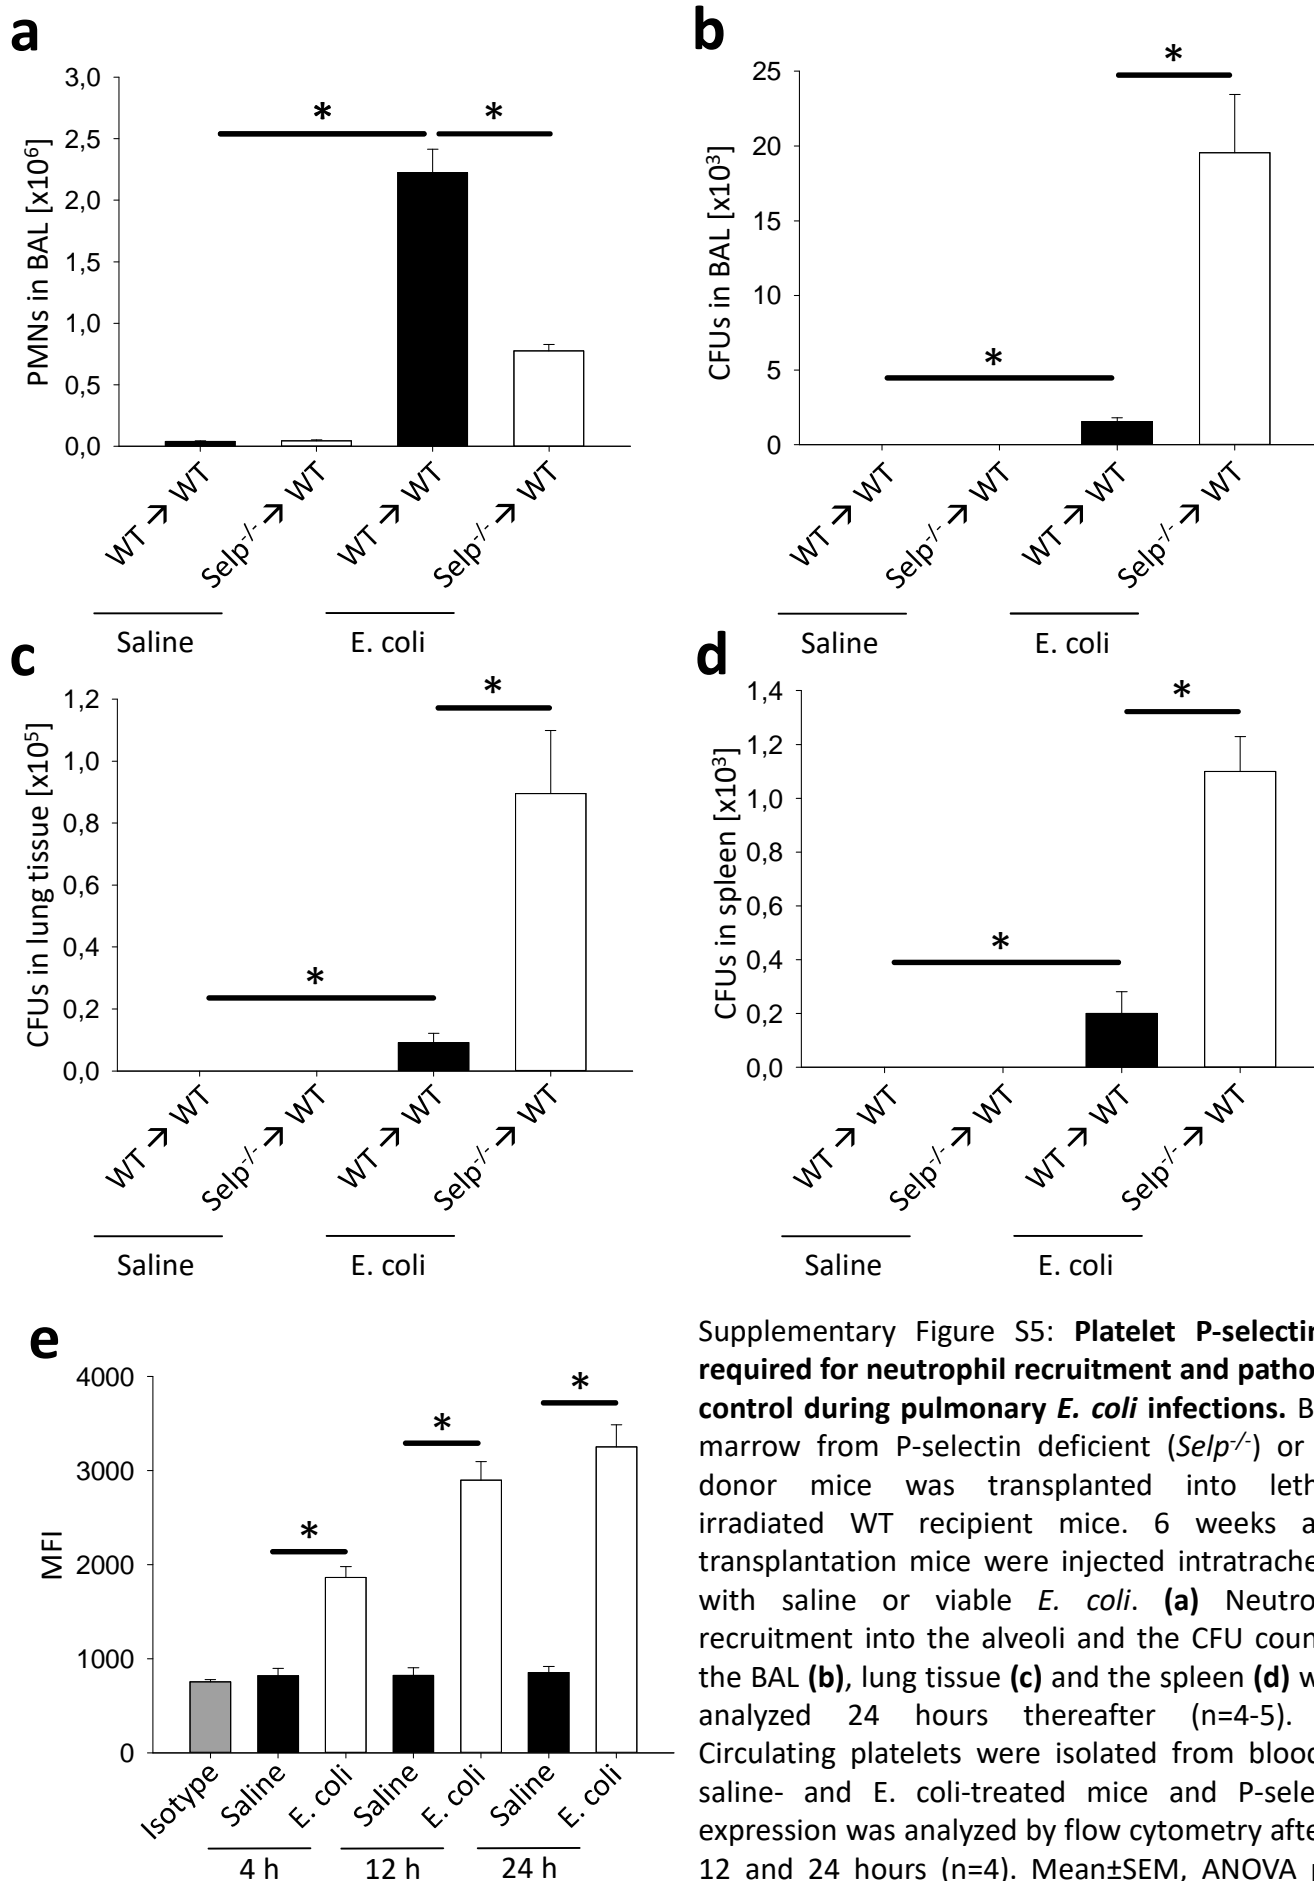 a
3,0
2,5
2,0
1,5
1,0
0,5
0,0
PMNs in BAL [x10⁶]
*
*
WT → WT
Selp⁻/⁻ → WT
WT → WT
Selp⁻/⁻ → WT
Saline
E. coli
b
25
20
15
10
5
0
CFUs in BAL [x10³]
*
*
WT → WT
Selp⁻/⁻ → WT
WT → WT
Selp⁻/⁻ → WT
Saline
E. coli
c
1,2
1,0
0,8
0,6
0,4
0,2
0,0
CFUs in lung tissue [x10⁵]
*
*
WT → WT
Selp⁻/⁻ → WT
WT → WT
Selp⁻/⁻ → WT
Saline
E. coli
d
1,4
1,2
1,0
0,8
0,6
0,4
0,2
0,0
CFUs in spleen [x10³]
*
*
WT → WT
Selp⁻/⁻ → WT
WT → WT
Selp⁻/⁻ → WT
Saline
E. coli
e
4000
3000
2000
1000
0
MFI
*
*
*
Isotype
Saline
E. coli
Saline
E. coli
Saline
E. coli
4 h
12 h
24 h
Supplementary Figure S5: Platelet P-selectin
required for neutrophil recruitment and patho
control during pulmonary E. coli infections. B
marrow from P-selectin deficient (Selp⁻/⁻) or
donor mice was transplanted into leth
irradiated WT recipient mice. 6 weeks a
transplantation mice were injected intratrache
with saline or viable E. coli. (a) Neutro
recruitment into the alveoli and the CFU coun
the BAL (b), lung tissue (c) and the spleen (d) w
analyzed 24 hours thereafter (n=4-5).
Circulating platelets were isolated from blood
saline- and E. coli-treated mice and P-sele
expression was analyzed by flow cytometry afte
12 and 24 hours (n=4). Mean±SEM, ANOVA